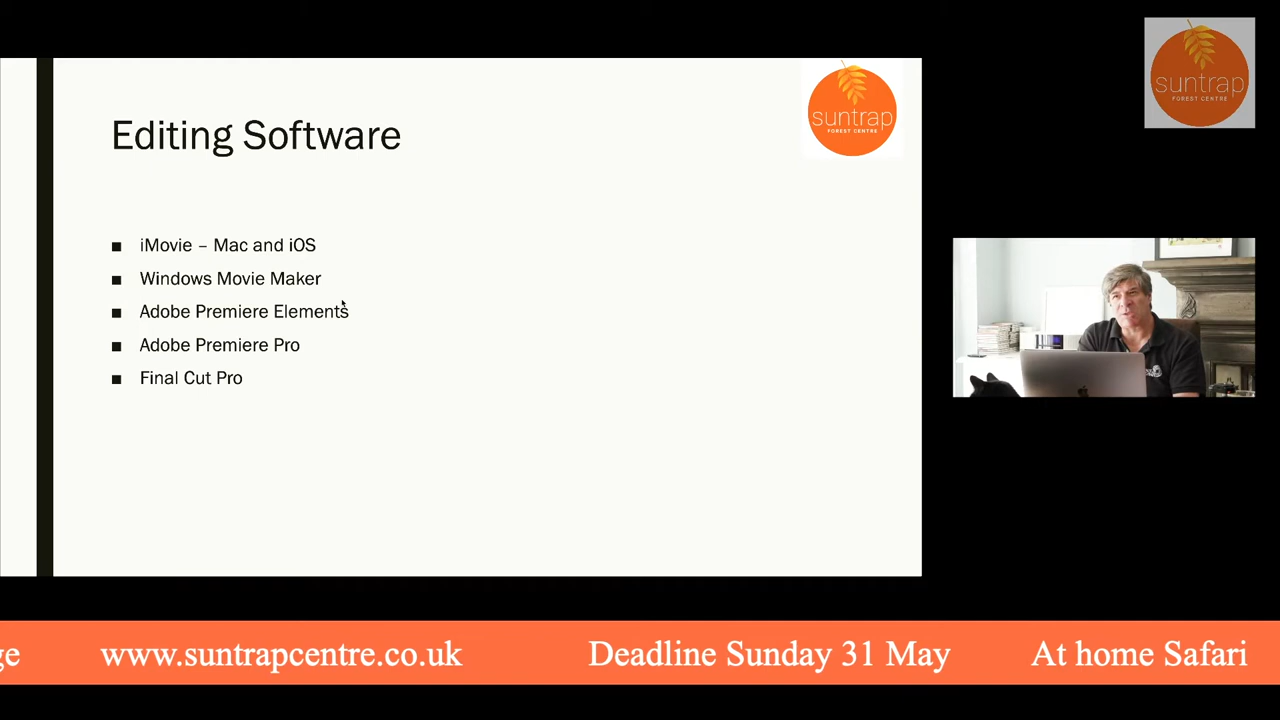 suntrap
FOREST CENTRE
suntrap
FOREST CENTRE
Editing Software
■ iMovie – Mac and iOS
■ Windows Movie Maker
■ Adobe Premiere Elements
■ Adobe Premiere Pro
■ Final Cut Pro
ge www.suntrapcentre.co.uk Deadline Sunday 31 May At home Safari